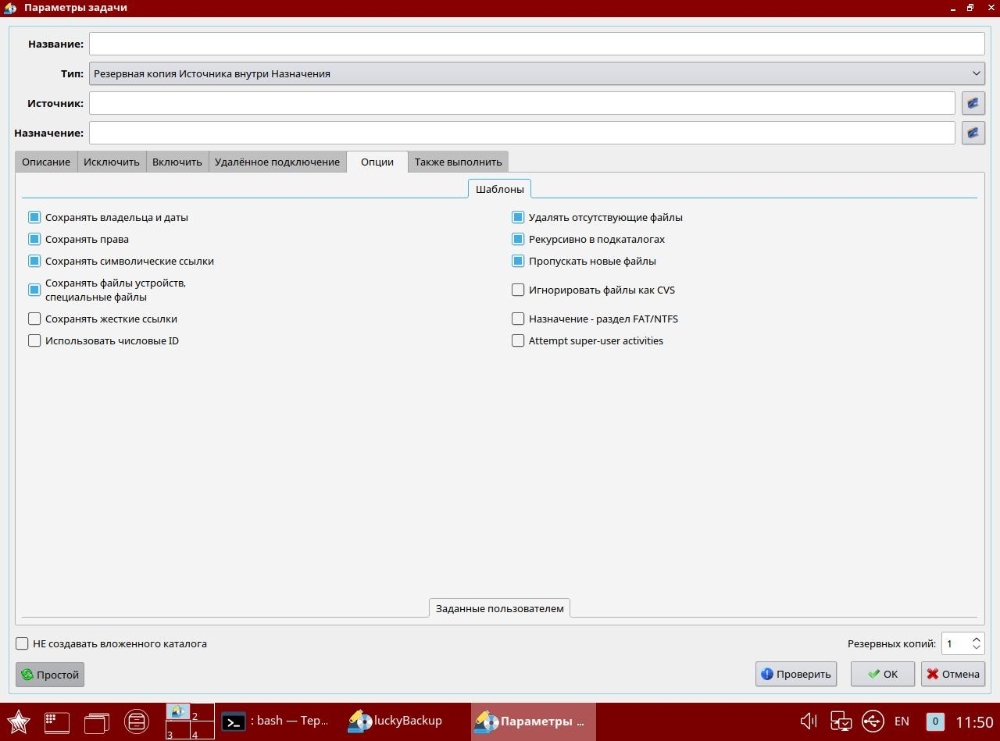 Параметры задачи
Название:
Тип: Резервная копия Источника внутри Назначения
Источник:
Назначение:
Описание Исключить Включить Удалённое подключение Опции Также выполнить
Шаблоны
Сохранять владельца и даты Удалять отсутствующие файлы
Сохранять права Рекурсивно в подкаталогах
Сохранять символические ссылки Пропускать новые файлы
Сохранять файлы устройств,
специальные файлы Игнорировать файлы как CVS
Сохранять жесткие ссылки Назначение - раздел FAT/NTFS
Использовать числовые ID Attempt super-user activities
Заданные пользователем
НЕ создавать вложенного каталога Резервных копий: 1
Простой Проверить OK Отмена
2
3 4
: bash — Тер... luckyBackup Параметры ... EN 0 11:50